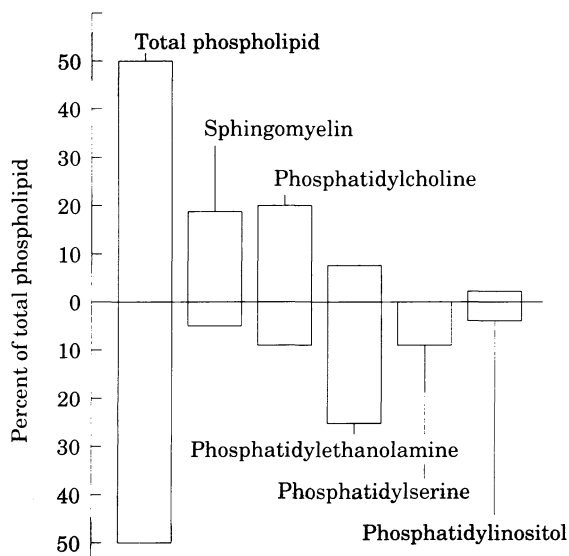 Total phospholipid
50
40
Sphingomyelin
30
Phosphatidylcholine
20
10
0
10
20
30
Phosphatidylethanolamine
40
Phosphatidylserine
50
Phosphatidylinositol
Percent of total phospholipid